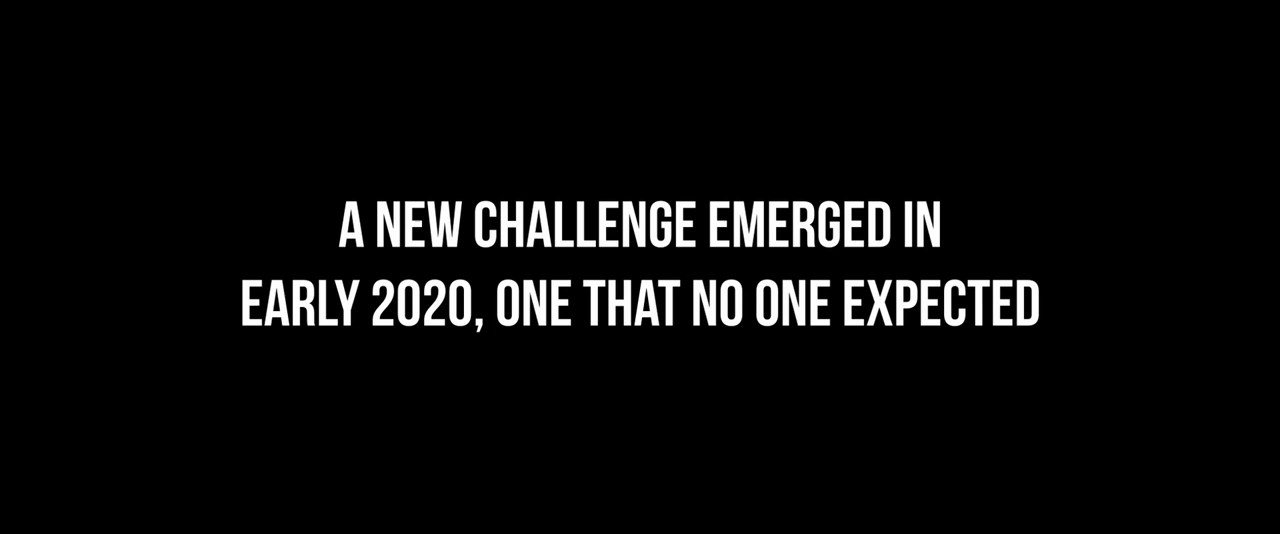 A NEW CHALLENGE EMERGED IN
EARLY 2020, ONE THAT NO ONE EXPECTED